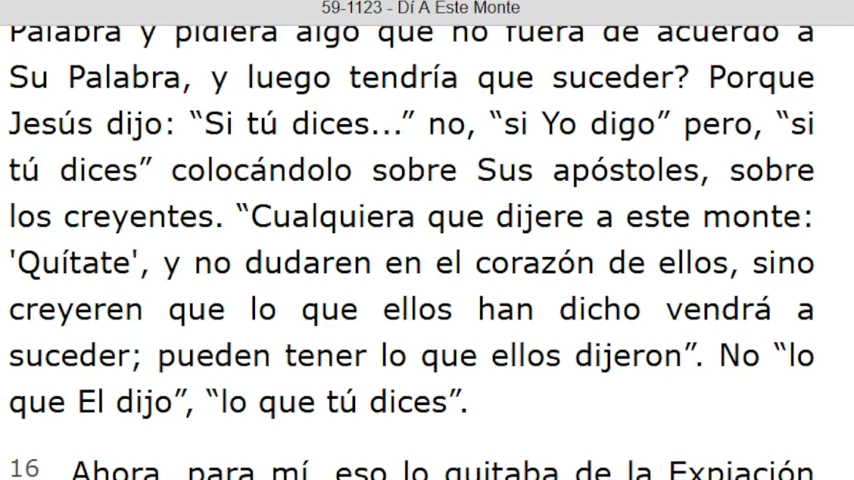 59-1123 - Dí A Este Monte
Palabra y pidiera algo que no fuera de acuerdo a
Su Palabra, y luego tendría que suceder? Porque
Jesús dijo: “Si tú dices...” no, “si Yo digo” pero, “si
tú dices” colocándolo sobre Sus apóstoles, sobre
los creyentes. “Cualquiera que dijere a este monte:
'Quítate', y no dudaren en el corazón de ellos, sino
creyeren que lo que ellos han dicho vendrá a
suceder; pueden tener lo que ellos dijeron”. No “lo
que El dijo”, “lo que tú dices”.
16 Ahora, para mí, eso lo quitaba de la Expiación